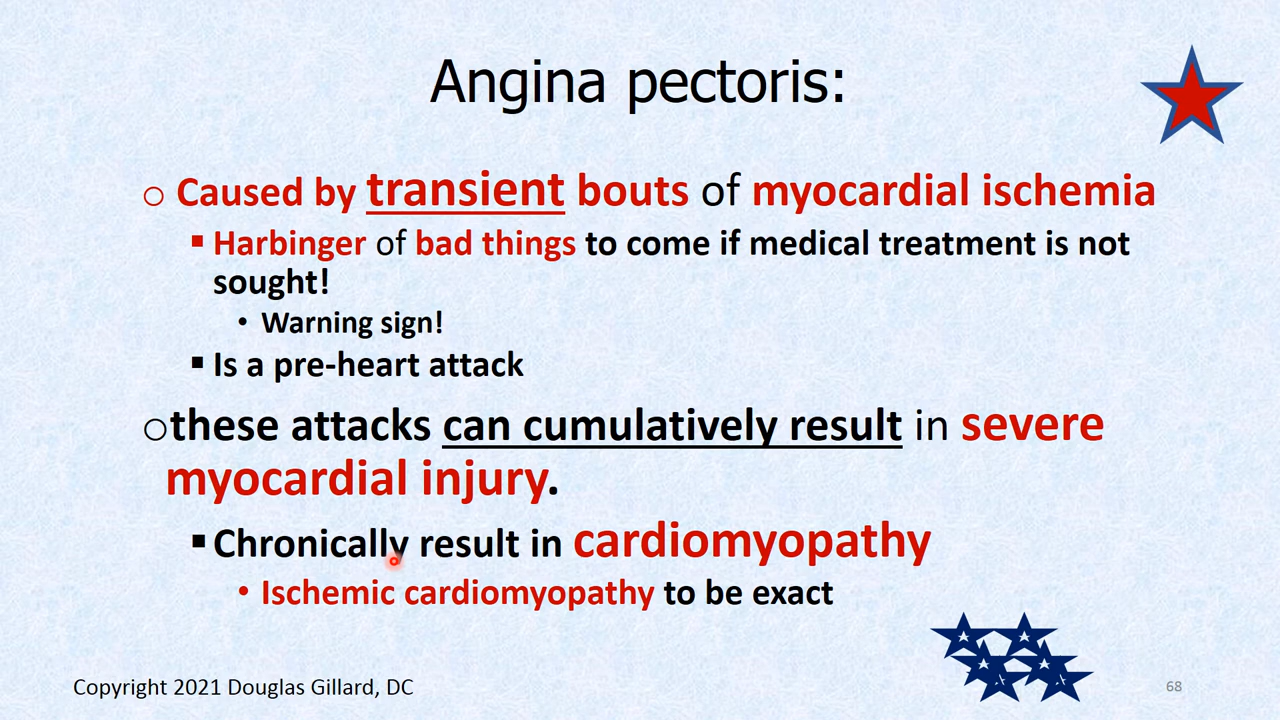 Angina pectoris:
○ Caused by transient bouts of myocardial ischemia
▪ Harbinger of bad things to come if medical treatment is not
sought!
• Warning sign!
▪ Is a pre-heart attack
○these attacks can cumulatively result in severe
myocardial injury.
▪ Chronically result in cardiomyopathy
• Ischemic cardiomyopathy to be exact
Copyright 2021 Douglas Gillard, DC
68